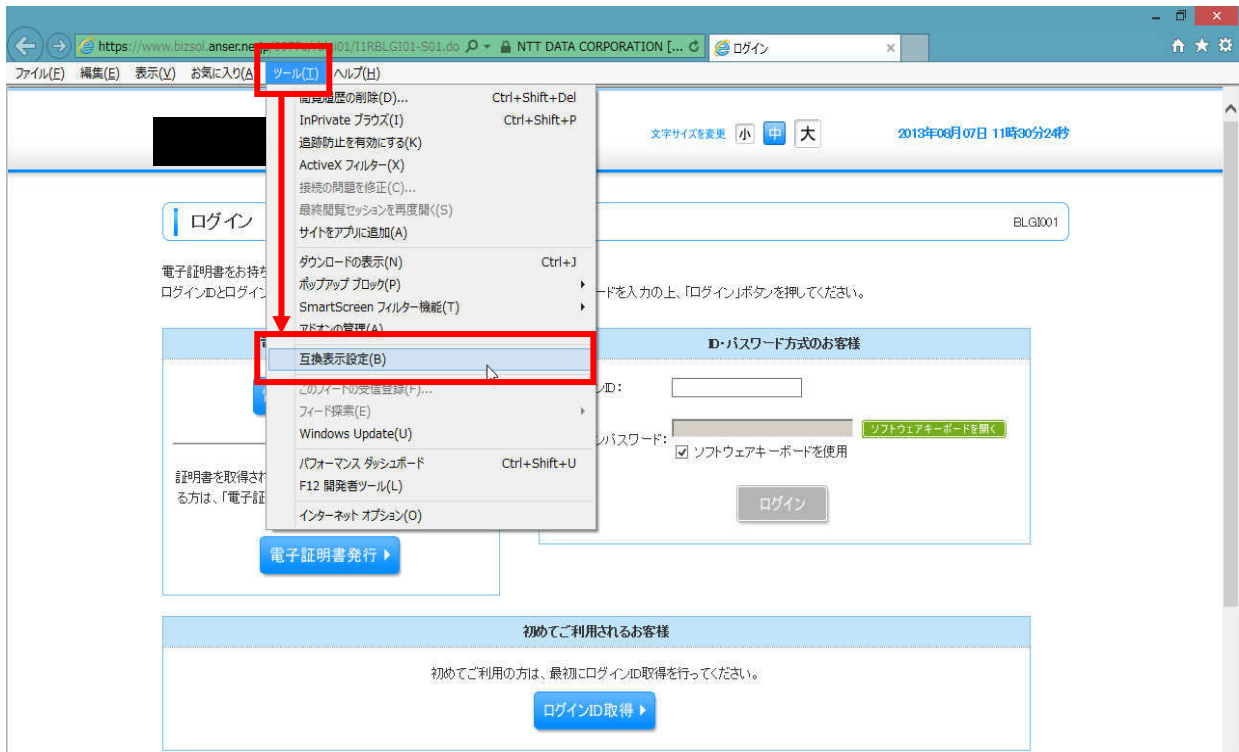 https://www.bizsol.anser.ne.jp/ I01/I1RBLGI01-S01.do
NTT DATA CORPORATION [...
ログイン
ファイル(F) 編集(E) 表示(V) お気に入り(A) ツール(T) ヘルプ(H)
閲覧履歴の削除(D)... Ctrl+Shift+Del
InPrivate ブラウズ(I) Ctrl+Shift+P
追跡防止を有効にする(K)
ActiveX フィルター(X)
接続の問題を修正(C)...
最終閲覧セッションを再度開く(S)
サイトをアプリに追加(A)
ダウンロードの表示(N) Ctrl+J
ポップアップ ブロック(P)
SmartScreen フィルター機能(T)
アドオンの管理(A)
互換表示設定(B)
このフィードの受信登録(F)...
フィード探索(E)
Windows Update(U)
パフォーマンス ダッシュボード Ctrl+Shift+U
F12 開発者ツール(L)
インターネット オプション(O)
文字サイズを変更 小 中 大
2013年08月07日 11時30分24秒
ログイン
BLGI001
電子証明書をお持ち
ログインIDとログイン ードを入力の上、「ログイン」ボタンを押してください。
証明書を取得され
る方は、「電子証
電子証明書発行
ID・パスワード方式のお客様
ンID：
ンパスワード：
ソフトウェアキーボードを開く
ソフトウェアキーボードを使用
ログイン
初めてご利用されるお客様
初めてご利用の方は、最初にログインID取得を行ってください。
ログインID取得